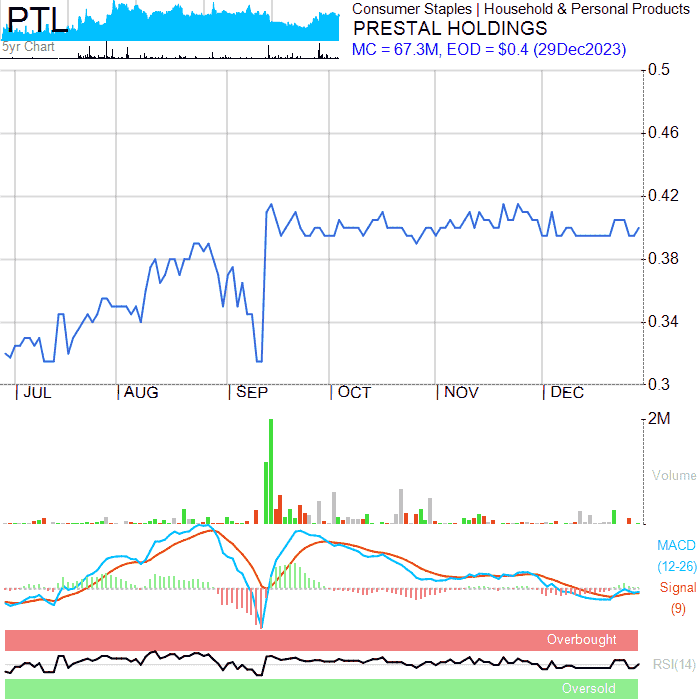 PTL
5yr Chart
Consumer Staples | Household & Personal Products
PRESTAL HOLDINGS
MC = 67.3M, EOD = $0.4 (29Dec2023)
0.5
0.46
0.42
0.38
0.34
0.3
JUL AUG SEP OCT NOV DEC
2M
Volume
MACD
(12-26)
Signal
(9)
Overbought
RSI(14)
Oversold